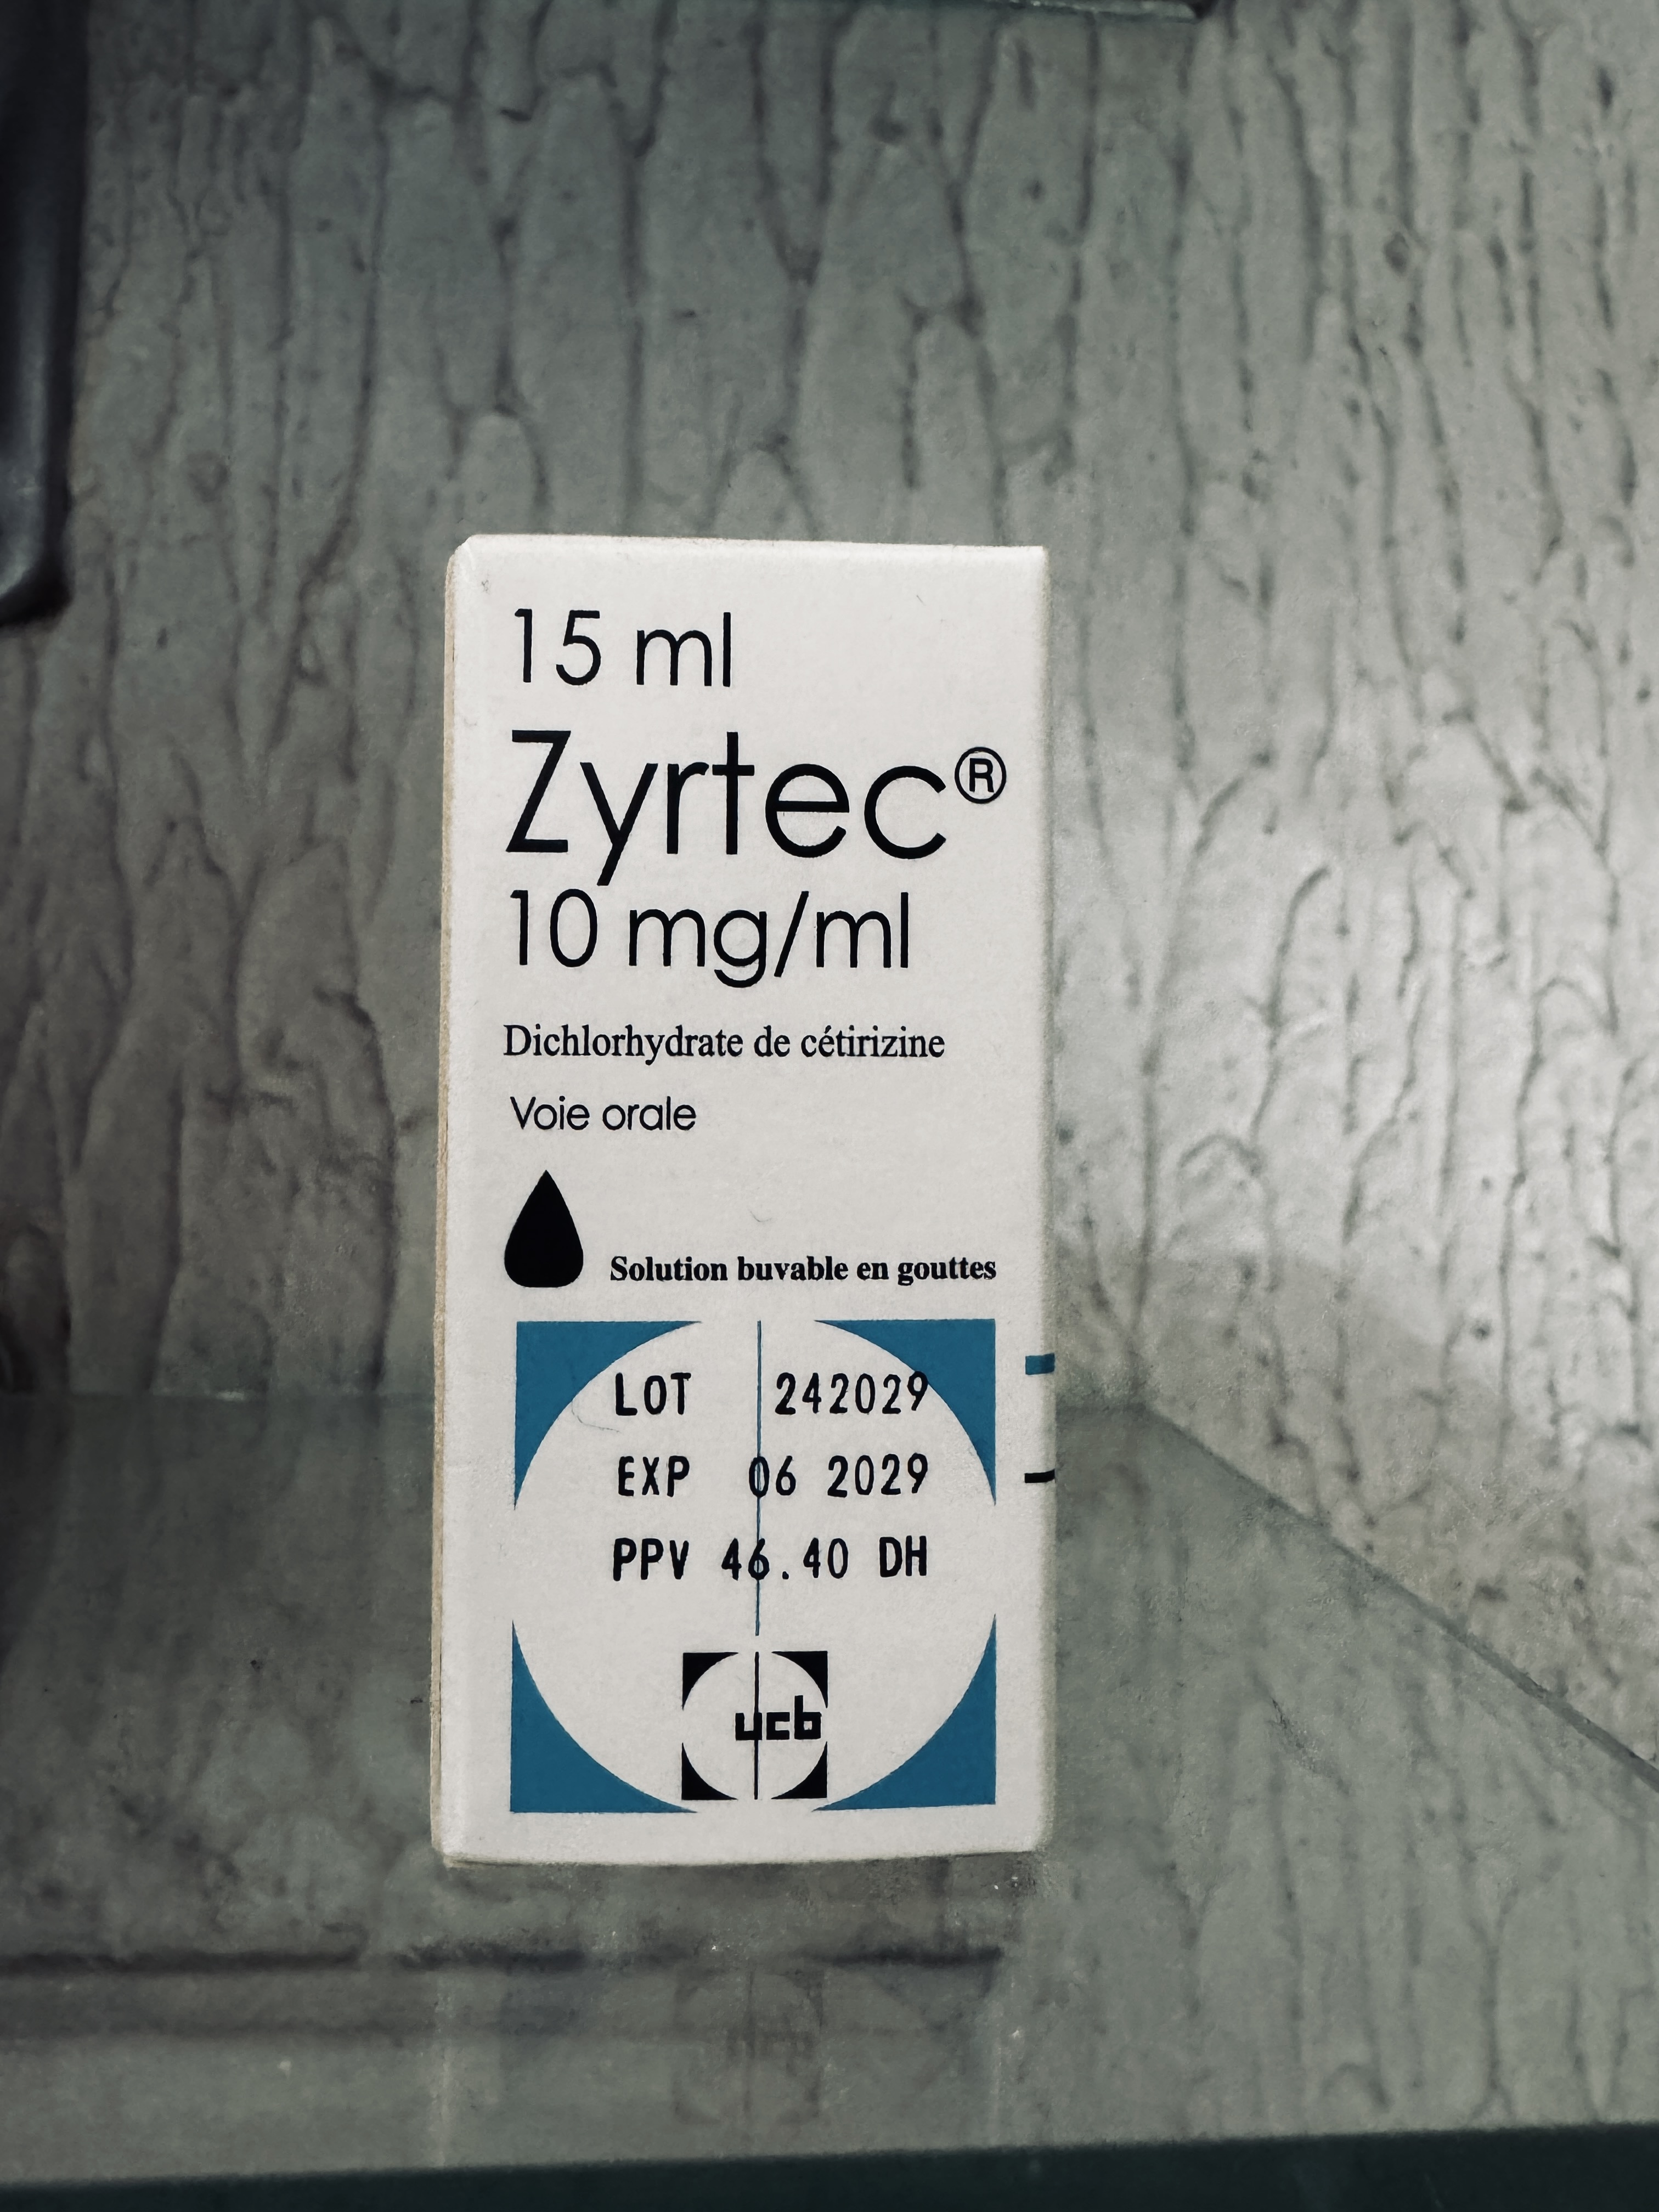 15 ml
Zyrtec®
10 mg/ml
Dichlorhydrate de cétirizine
Voie orale
Solution buvable en gouttes
LOT 242029
EXP 06 2029
PPV 46.40 DH
ucb